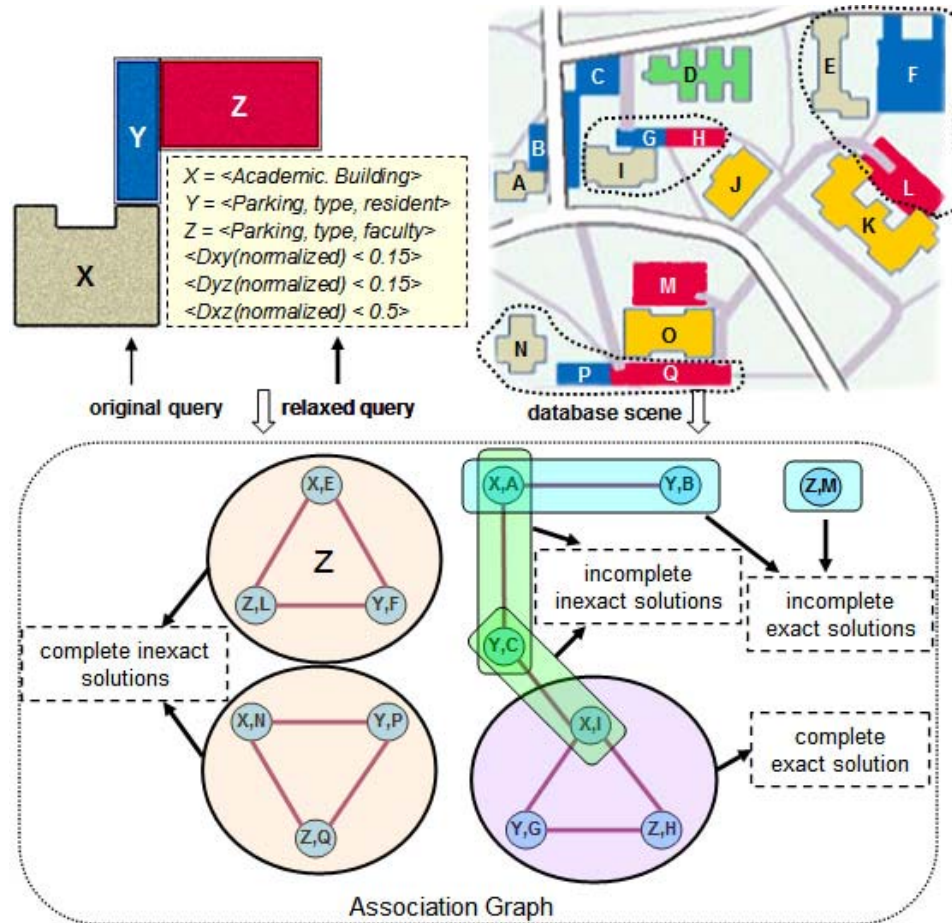 Y
Z
X
X = <Academic. Building>
Y = <Parking, type, resident>
Z = <Parking, type, faculty>
<Dxy(normalized) < 0.15>
<Dyz(normalized) < 0.15>
<Dxz(normalized) < 0.5>
original query
relaxed query
A
B
C
D
E
F
G
H
I
J
K
L
M
N
O
P
Q
database scene
X,E
Z,L
Y,F
Z
X,N
Y,P
Z,Q
complete inexact
solutions
X,A
Y,B
Z,M
Y,C
X,I
Y,G
Z,H
incomplete
inexact solutions
incomplete
exact solutions
complete
exact solution
Association Graph